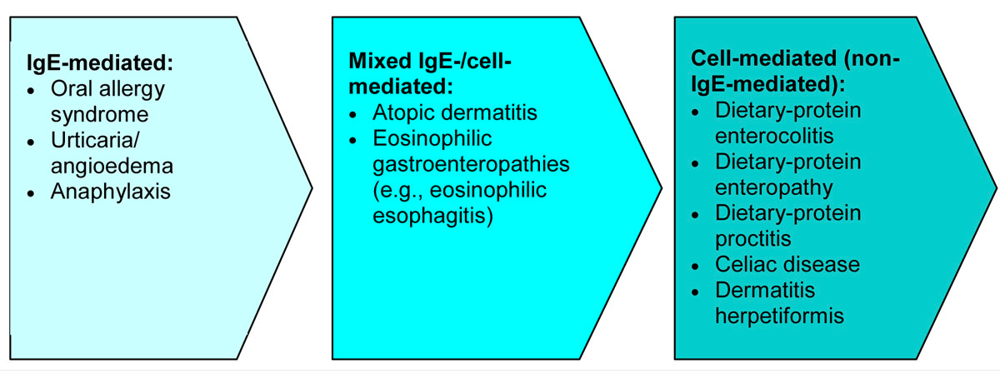 IgE-mediated:
• Oral allergy
syndrome
• Urticaria/
angioedema
• Anaphylaxis
Mixed IgE-/cell-
mediated:
• Atopic dermatitis
• Eosinophilic
gastroenteropathies
(e.g., eosinophilic
esophagitis)
Cell-mediated (non-
IgE-mediated):
• Dietary-protein
enterocolitis
• Dietary-protein
enteropathy
• Dietary-protein
proctitis
• Celiac disease
• Dermatitis
herpetiformis